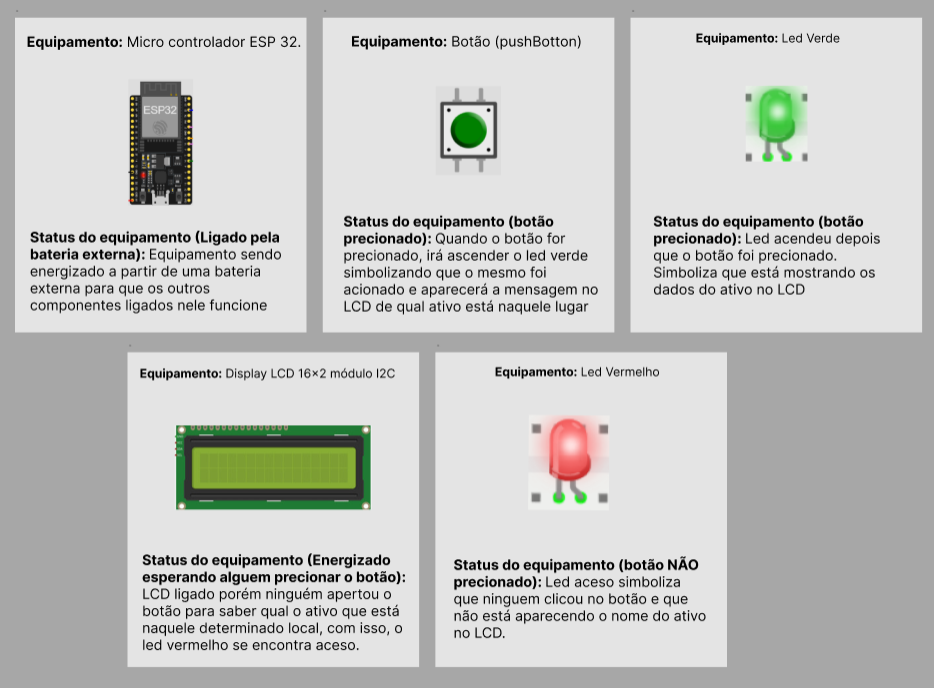 Equipamento: Micro controlador ESP 32.
ESP32
Status do equipamento (Ligado pela
bateria externa): Equipamento sendo
energizado a partir de uma bateria
externa para que os outros
componentes ligados nele funcione
Equipamento: Botão (pushBotton)
Status do equipamento (botão
precionado): Quando o botão for
precionado, irá ascender o led verde
simbolizando que o mesmo foi
acionado e aparecerá a mensagem no
LCD de qual ativo está naquele lugar
Equipamento: Led Verde
Status do equipamento (botão
precionado): Led acendeu depois
que o botão foi precionado.
Simboliza que está mostrando os
dados do ativo no LCD
Equipamento: Display LCD 16x2 módulo I2C
Status do equipamento (Energizado
esperando alguem precionar o botão):
LCD ligado porém ninguém apertou o
botão para saber qual o ativo que está
naquele determinado local, com isso, o
led vermelho se encontra aceso.
Equipamento: Led Vermelho
Status do equipamento (botão NÃO
precionado): Led aceso simboliza
que ninguem clicou no botão e que
não está aparecendo o nome do ativo
no LCD.